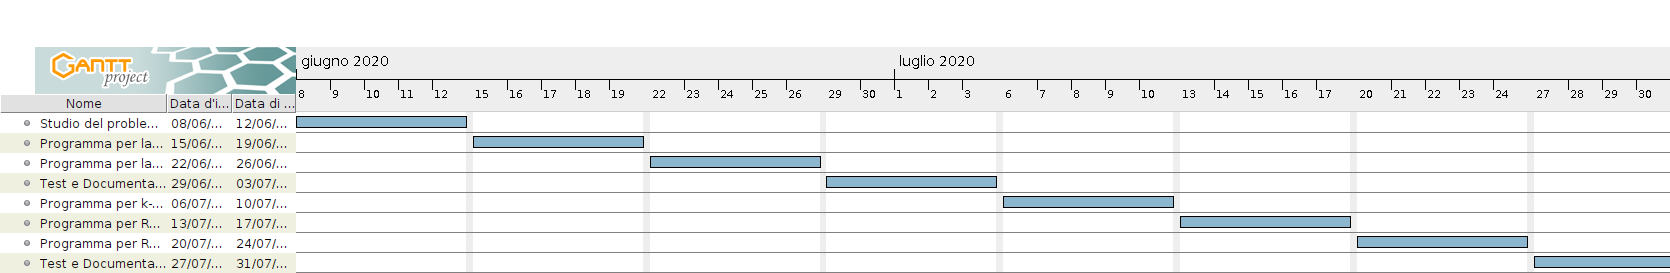 GANTT
project
giugno 2020 luglio 2020
8 9 10 11 12 15 16 17 18 19 22 23 24 25 26 29 30 1 2 3 6 7 8 9 10 13 14 15 16 17 20 21 22 23 24 27 28 29 30
Nome Data d'i... Data di ...
Studio del proble... 08/06/... 12/06/...
Programma per la... 15/06/... 19/06/...
Programma per la... 22/06/... 26/06/...
Test e Documenta... 29/06/... 03/07/...
Programma per k-... 06/07/... 10/07/...
Programma per R... 13/07/... 17/07/...
Programma per R... 20/07/... 24/07/...
Test e Documenta... 27/07/... 31/07/...